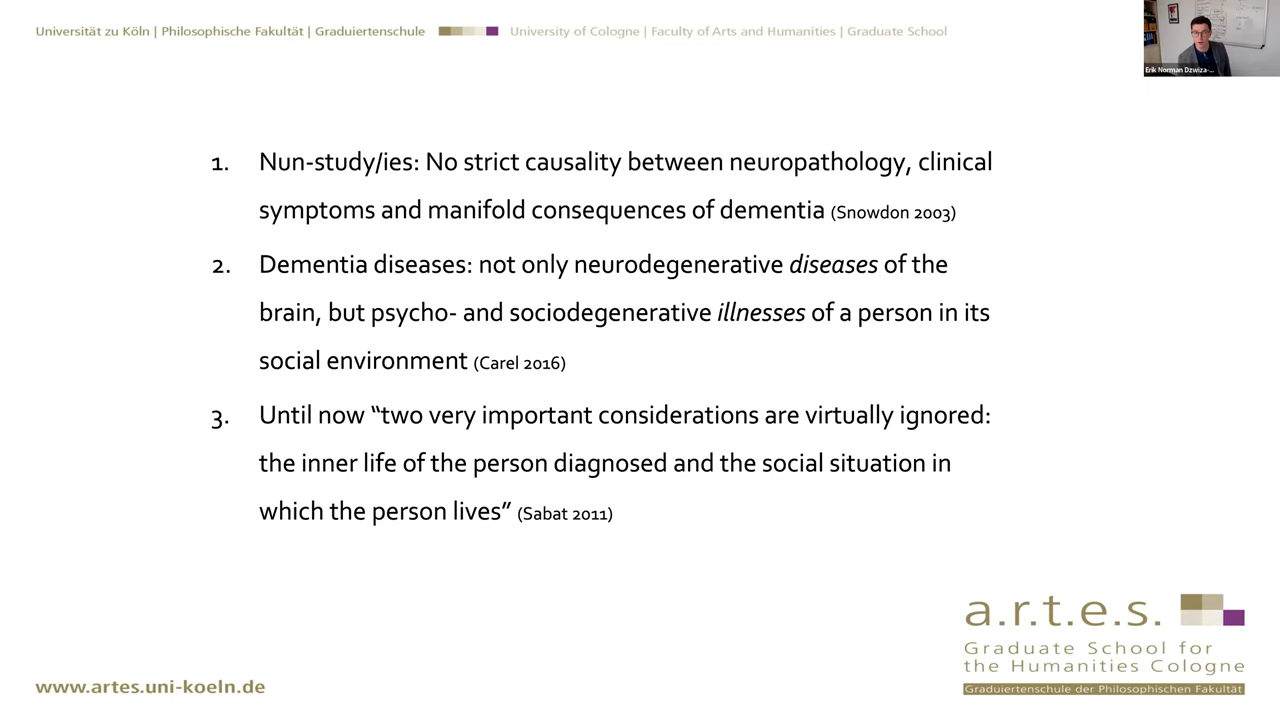 Universität zu Köln | Philosophische Fakultät | Graduiertenschule University of Cologne | Faculty of Arts and Humanities | Graduate School
Erik Norman Dzwiza-...
1. Nun-study/ies: No strict causality between neuropathology, clinical
symptoms and manifold consequences of dementia (Snowdon 2003)
2. Dementia diseases: not only neurodegenerative diseases of the
brain, but psycho- and sociodegenerative illnesses of a person in its
social environment (Carel 2016)
3. Until now “two very important considerations are virtually ignored:
the inner life of the person diagnosed and the social situation in
which the person lives” (Sabat 2011)
a.r.t.e.s.
Graduate School for
the Humanities Cologne
Graduiertenschule der Philosophischen Fakultät
www.artes.uni-koeln.de